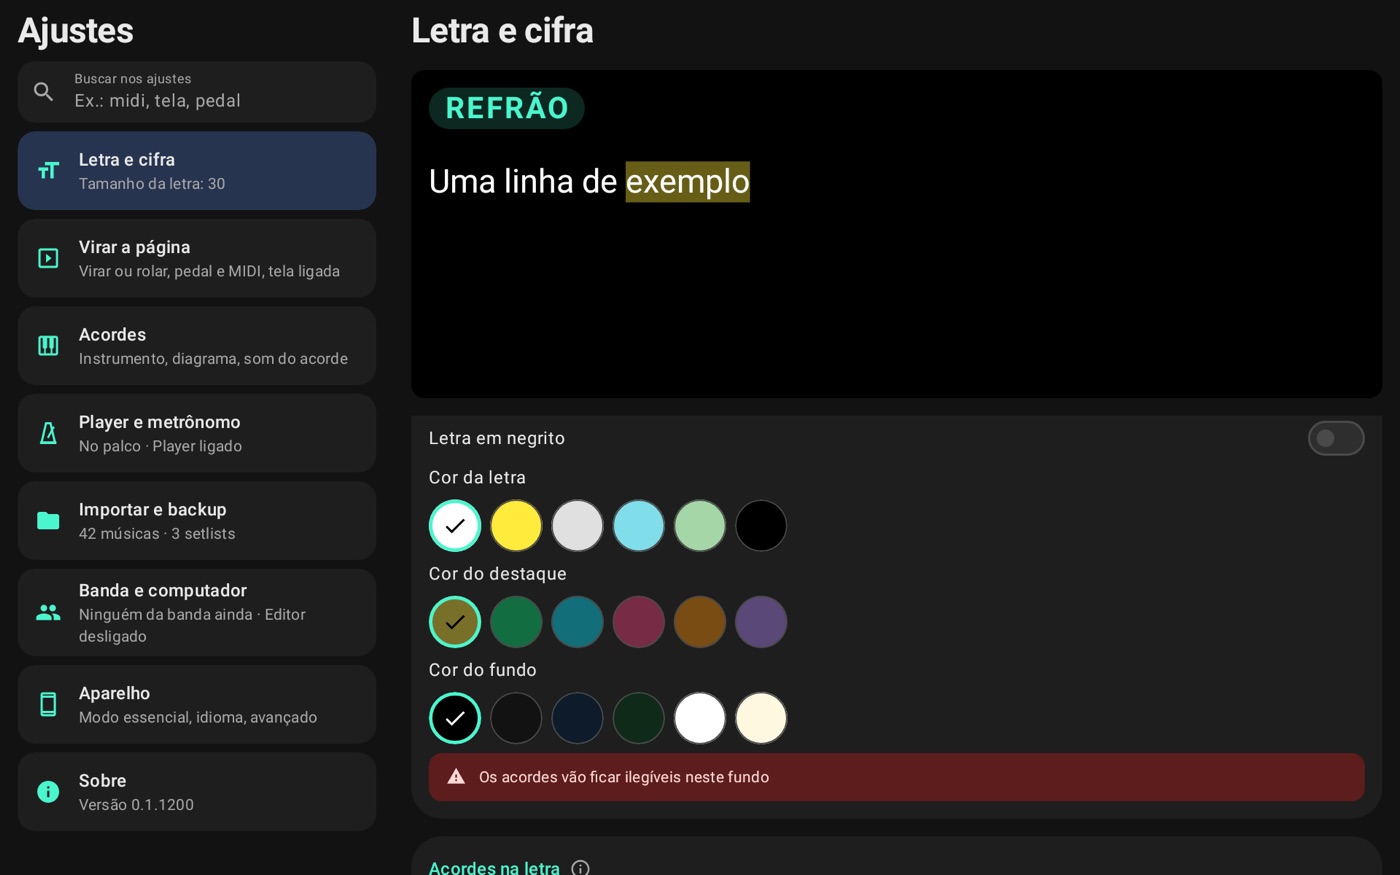 Ajustes
Buscar nos ajustes
Ex.: midi, tela, pedal
Letra e cifra
Tamanho da letra: 30
Virar a página
Virar ou rolar, pedal e MIDI, tela ligada
Acordes
Instrumento, diagrama, som do acorde
Player e metrônomo
No palco · Player ligado
Importar e backup
42 músicas · 3 setlists
Banda e computador
Ninguém da banda ainda · Editor
desligado
Aparelho
Modo essencial, idioma, avançado
Sobre
Versão 0.1.1200
Letra e cifra
REFRÃO
Uma linha de exemplo
Letra em negrito
Cor da letra
Cor do destaque
Cor do fundo
Os acordes vão ficar ilegíveis neste fundo
Acordes na letra